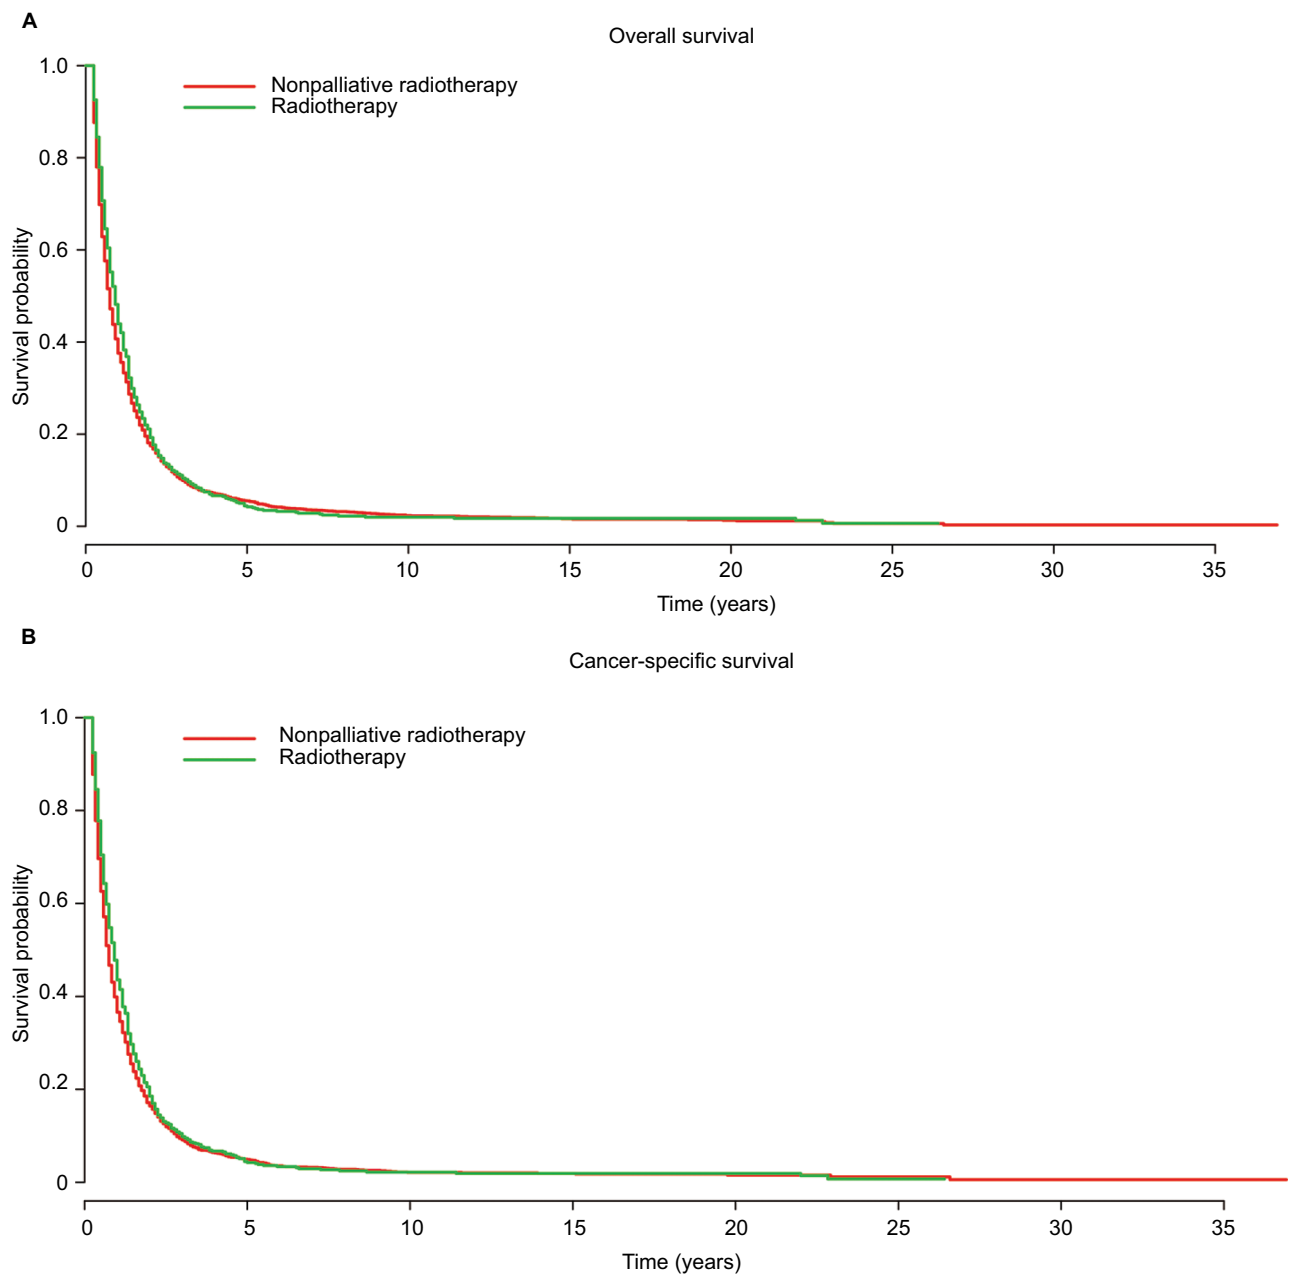 A
Overall survival
1.0
Nonpalliative radiotherapy
Radiotherapy
0.8
0.6
0.4
0.2
0
Survival probability
0 5 10 15 20 25 30 35
Time (years)
B
Cancer-specific survival
1.0
Nonpalliative radiotherapy
Radiotherapy
0.8
0.6
0.4
0.2
0
Survival probability
0 5 10 15 20 25 30 35
Time (years)